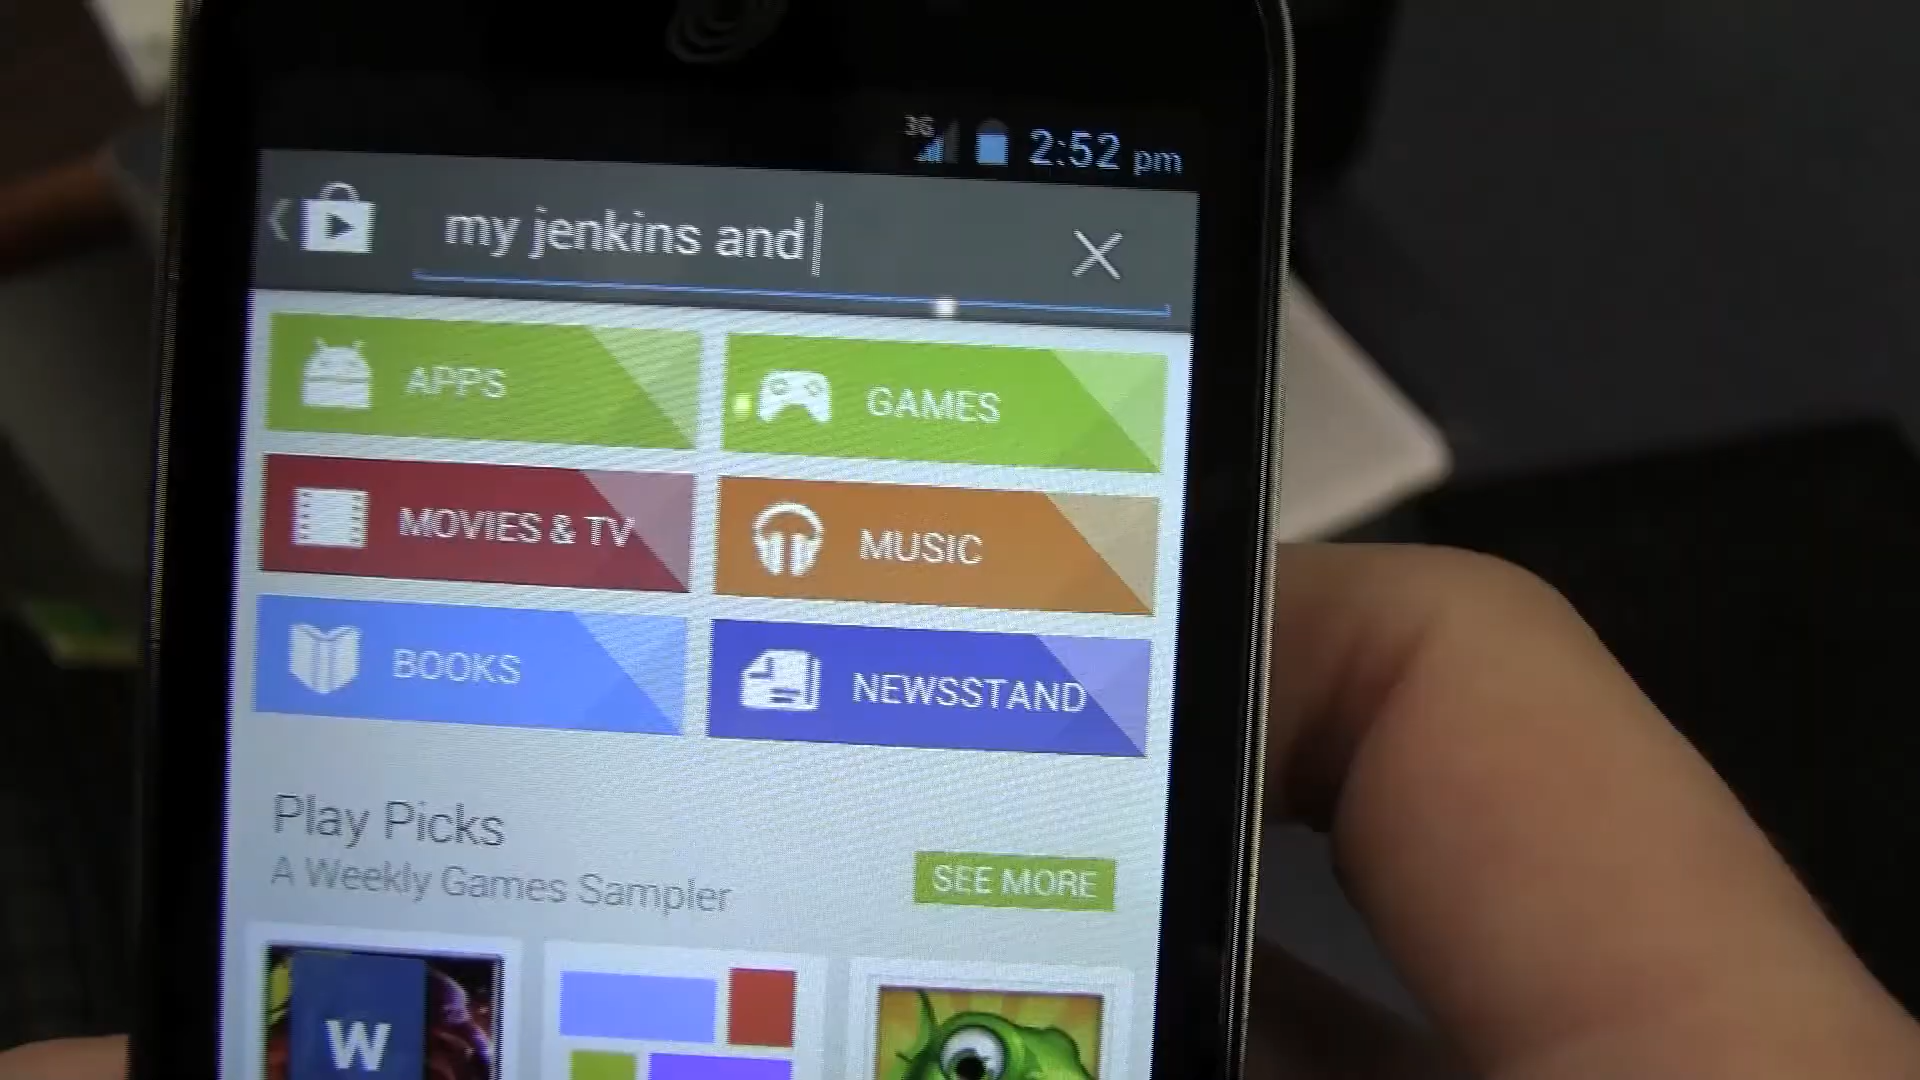 3G 2:52 pm
my jenkins and
APPS
GAMES
MOVIES & TV
MUSIC
BOOKS
NEWSSTAND
Play Picks
A Weekly Games Sampler
SEE MORE
W